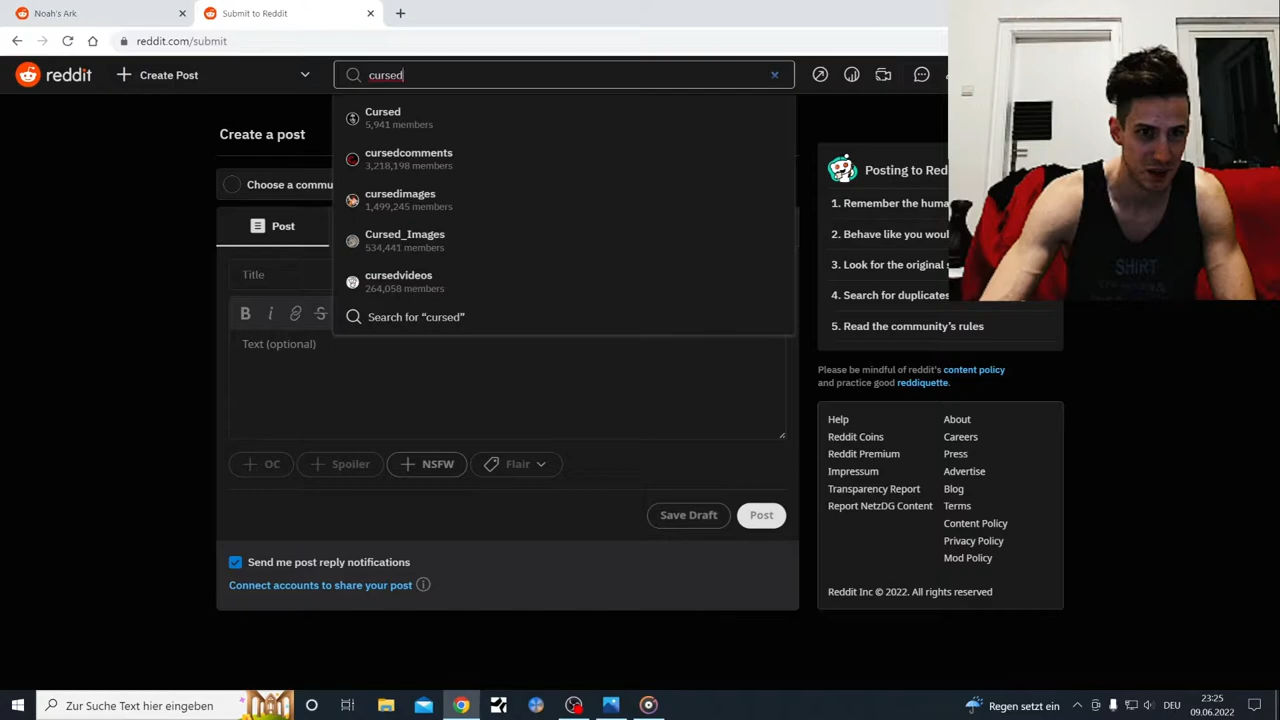 Noah's Ark
Submit to Reddit
reddit.com/submit
reddit
Create Post
cursed
Create a post
Choose a commu
Post
Title
B i S
Text (optional)
Cursed
5,941 members
cursedcomments
3,218,198 members
cursedimages
1,499,245 members
Cursed_Images
534,441 members
cursedvideos
264,058 members
Search for “cursed”
OC
Spoiler
NSFW
Flair
Save Draft
Post
Send me post reply notifications
Connect accounts to share your post
Posting to Red
1. Remember the huma
2. Behave like you woul
3. Look for the original s
4. Search for duplicates
5. Read the community’s rules
Please be mindful of reddit's content policy
and practice good reddiquette.
Help
Reddit Coins
Reddit Premium
Impressum
Transparency Report
Report NetzDG Content
About
Careers
Press
Advertise
Blog
Terms
Content Policy
Privacy Policy
Mod Policy
Reddit Inc © 2022. All rights reserved
SHIRT
Zur Suche Text hier eingeben
Regen setzt ein
DEU
23:25
09.06.2022